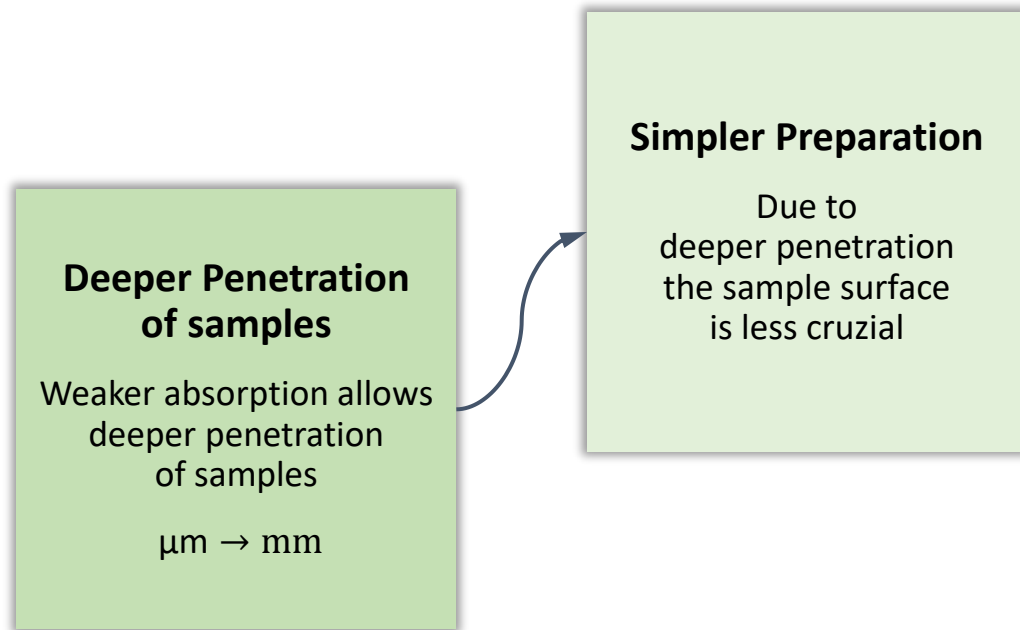 Deeper Penetration
of samples
Weaker absorption allows
deeper penetration
of samples
μm → mm
Simpler Preparation
Due to
deeper penetration
the sample surface
is less cruzial